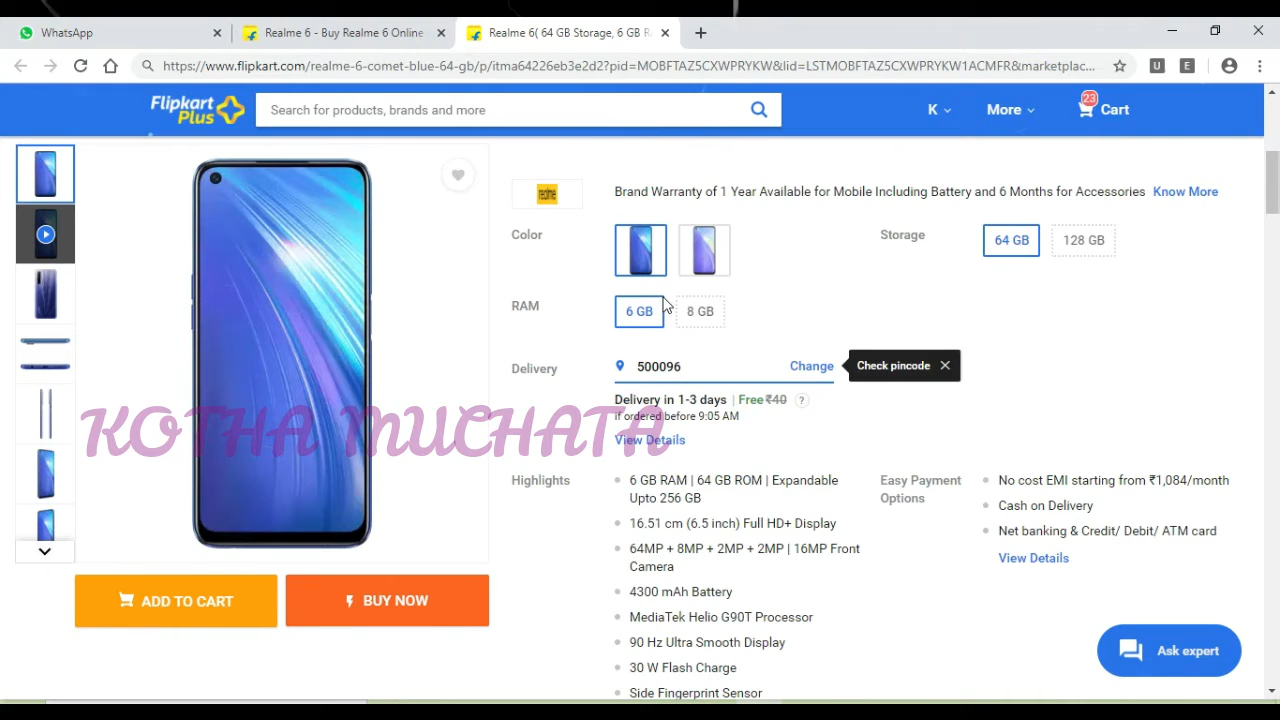 WhatsApp
Realme 6 - Buy Realme 6 Online
Realme 6( 64 GB Storage, 6 GB R
https://www.flipkart.com/realme-6-comet-blue-64-gb/p/itma64226eb3e2d2?pid=MOBFTAZ5CXWPRYKW&lid=LSTMOBFTAZ5CXWPRYKW1ACMFR&marketplac...
U
E
Flipkart
Plus
Search for products, brands and more
K
More
23
Cart
realme
Brand Warranty of 1 Year Available for Mobile Including Battery and 6 Months for Accessories Know More
Color
Storage
64 GB
128 GB
RAM
6 GB
8 GB
Delivery
500096
Change
Check pincode
Delivery in 1-3 days | Free ₹40 ?
if ordered before 9:05 AM
View Details
KOTHA MUCHATA
Highlights
6 GB RAM | 64 GB ROM | Expandable
Upto 256 GB
16.51 cm (6.5 inch) Full HD+ Display
64MP + 8MP + 2MP + 2MP | 16MP Front
Camera
4300 mAh Battery
MediaTek Helio G90T Processor
90 Hz Ultra Smooth Display
30 W Flash Charge
Side Fingerprint Sensor
Easy Payment
Options
No cost EMI starting from ₹1,084/month
Cash on Delivery
Net banking & Credit/ Debit/ ATM card
View Details
ADD TO CART
BUY NOW
Ask expert